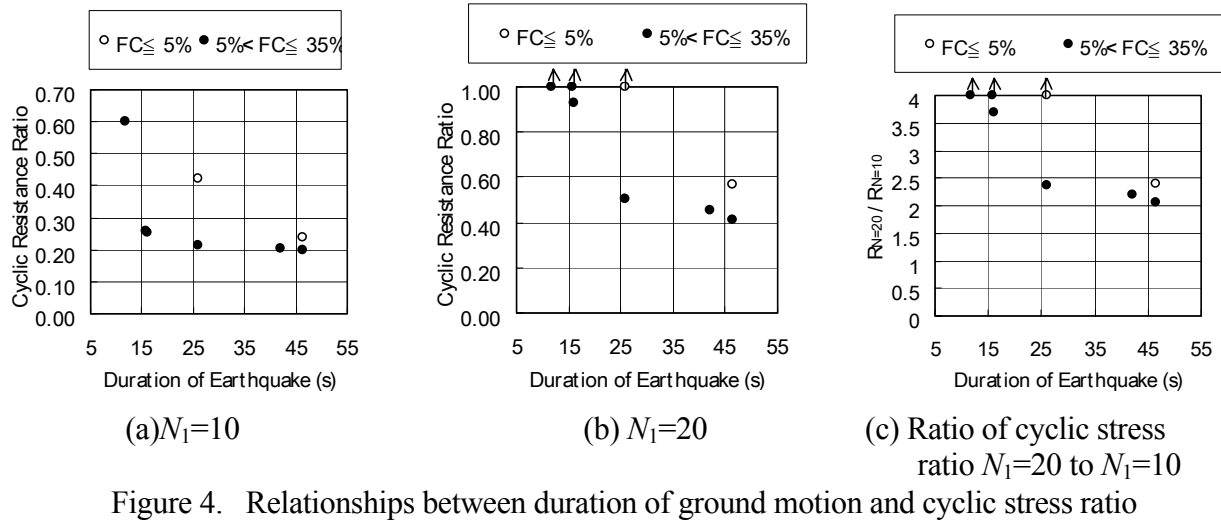 ○ FC≦ 5% ● 5%< FC≦ 35%
Cyclic Resistance Ratio
0.70
0.60
0.50
0.40
0.30
0.20
0.10
0.00
5 15 25 35 45 55
Duration of Earthquake (s)
(a)N1=10
○ FC≦ 5% ● 5%< FC≦ 35%
Cyclic Resistance Ratio
1.00
0.80
0.60
0.40
0.20
0.00
5 15 25 35 45 55
Duration of Earthquake (s)
(b) N1=20
○ FC≦ 5% ● 5%< FC≦ 35%
RN=20 / RN=10
4
3.5
3
2.5
2
1.5
1
0.5
0
5 15 25 35 45 55
Duration of Earthquake (s)
(c) Ratio of cyclic stress
ratio N1=20 to N1=10
Figure 4. Relationships between duration of ground motion and cyclic stress ratio